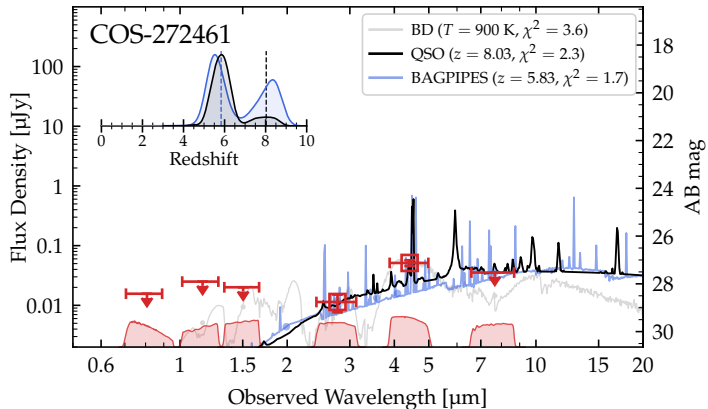 COS-272461
BD (T = 900 K, χ² = 3.6)
QSO (z = 8.03, χ² = 2.3)
BAGPIPES (z = 5.83, χ² = 1.7)
100
10
1
0.1
0.01
Flux Density [μJy]
0 2 4 6 8 10
Redshift
18
20
22
24
26
28
30
AB mag
0.6 1 1.5 2 3 4 5 7 10 15 20
Observed Wavelength [μm]